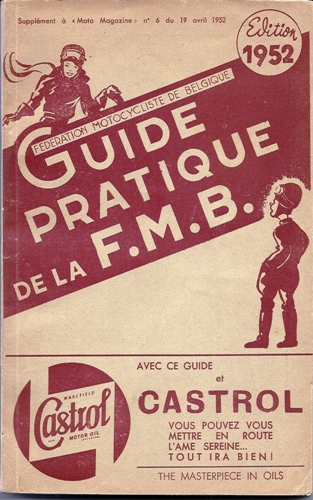 Supplément à « Moto Magazine » n° 6 du 19 avril 1952
Edition
1952
FEDERATION MOTOCYCLISTE DE BELGIQUE
GUIDE
PRATIQUE
DE LA F.M.B.
WAKEFIELD
Castrol
MOTOR OIL
AVEC CE GUIDE
et
CASTROL
VOUS POUVEZ VOUS
METTRE EN ROUTE
L'AME SEREINE...
TOUT IRA BIEN!
THE MASTERPIECE IN OILS